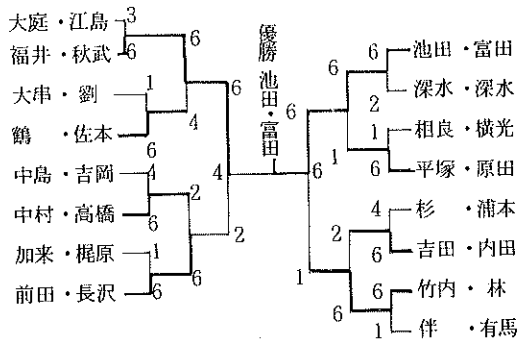 大庭・江島 3
福井・秋武 6
大串・劉 1
鶴・佐本 6
中島・吉岡 4
中村・高橋 6
加来・梶原 1
前田・長沢 6
6
4
2
6
6
2
4
優勝 池田・富田
6
6
1
6
1
2
6
6 池田・富田
2 深水・深水
1 相良・横光
6 平塚・原田
4 杉・浦本
6 吉田・内田
6 竹内・林
1 伴・有馬